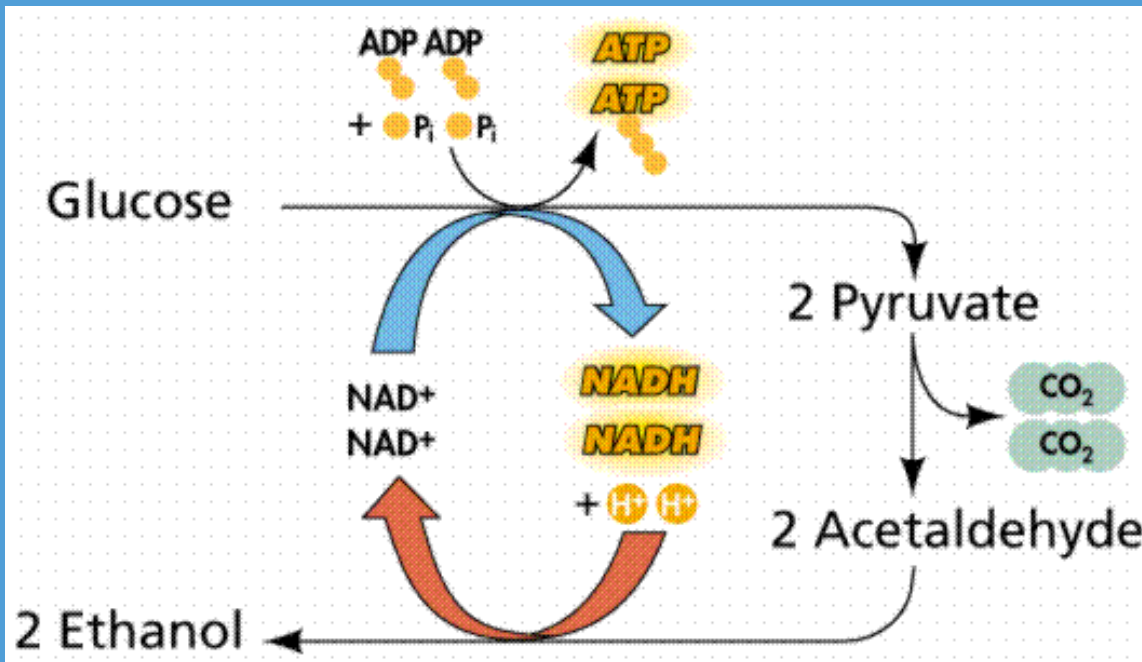 ADP ADP
ATP
ATP
+ Pi Pi
Glucose
2 Pyruvate
NAD+
NAD+
NADH
NADH
CO2
CO2
+ H+ H+
2 Acetaldehyde
2 Ethanol